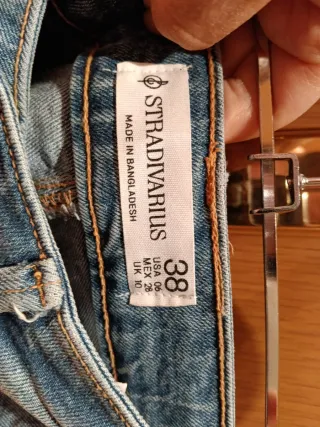 STRADIVARIUS
MADE IN BANGLADESH
38
USA 06
MEX 28
UK 10